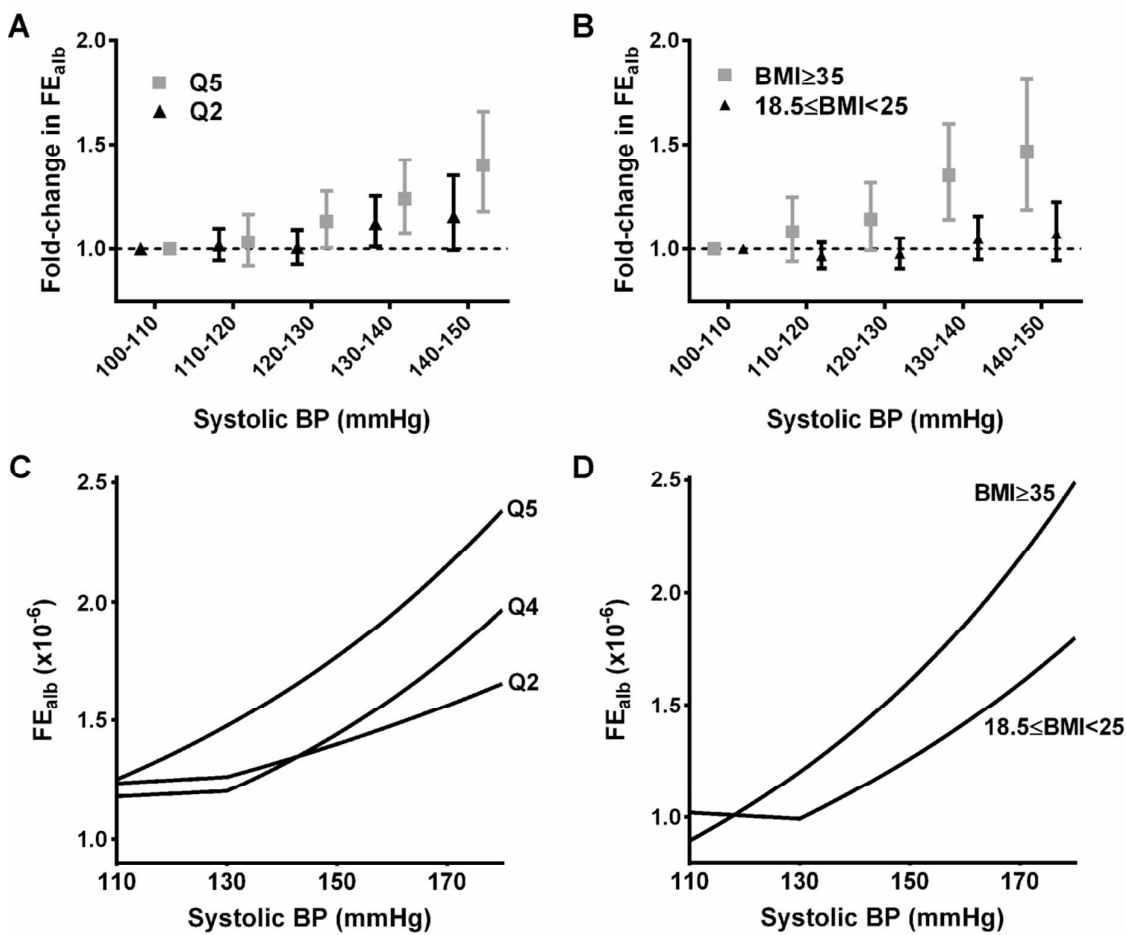 A
Fold-change in FEalb
2.0
1.5
1.0
Q5
Q2
100-110
110-120
120-130
130-140
140-150
Systolic BP (mmHg)
B
Fold-change in FEalb
2.0
1.5
1.0
BMI≥35
18.5≤BMI<25
100-110
110-120
120-130
130-140
140-150
Systolic BP (mmHg)
C
FEalb (x10-6)
2.5
2.0
1.5
1.0
Q5
Q4
Q2
110 130 150 170
Systolic BP (mmHg)
D
FEalb (x10-6)
2.5
2.0
1.5
1.0
BMI≥35
18.5≤BMI<25
110 130 150 170
Systolic BP (mmHg)